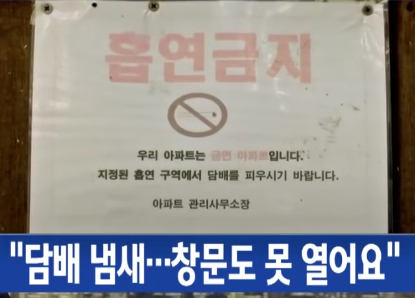 흡연금지
우리 아파트는 금연 아파트입니다.
지정된 흡연 구역에서 담배를 피우시기 바랍니다.
아파트 관리사무소장
"담배 냄새…창문도 못 열어요"